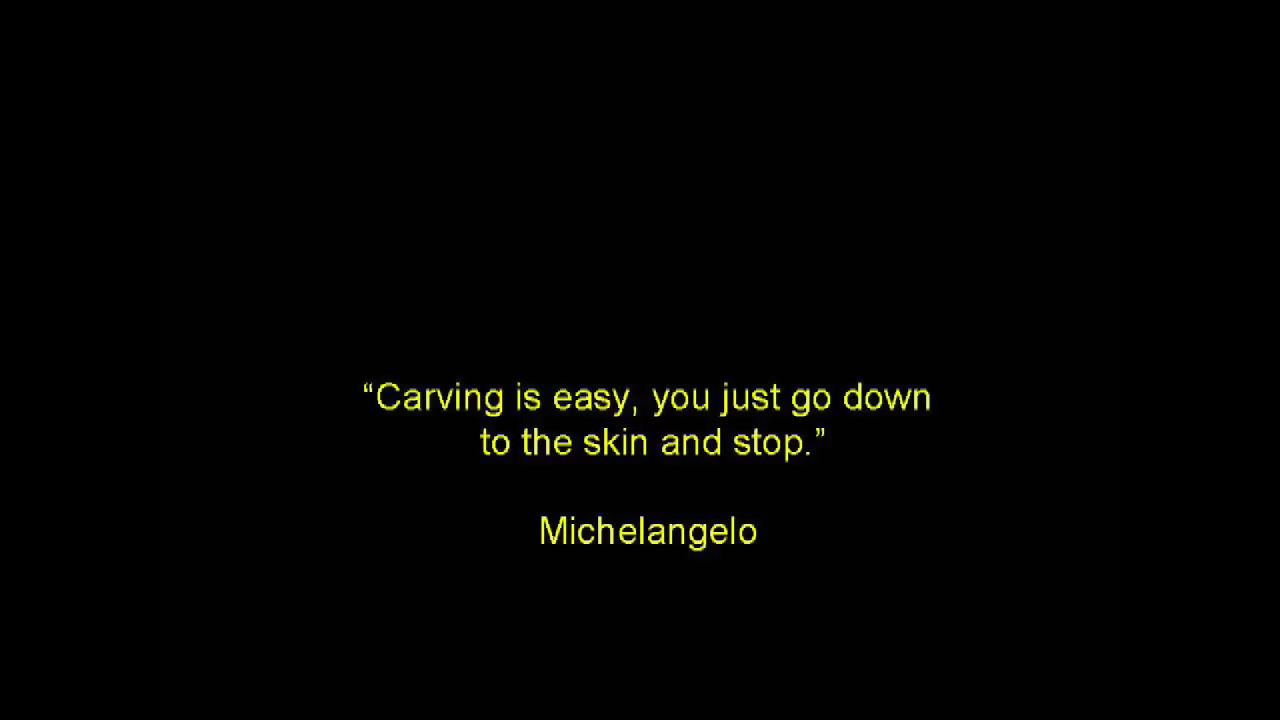 “Carving is easy, you just go down
to the skin and stop.”
Michelangelo